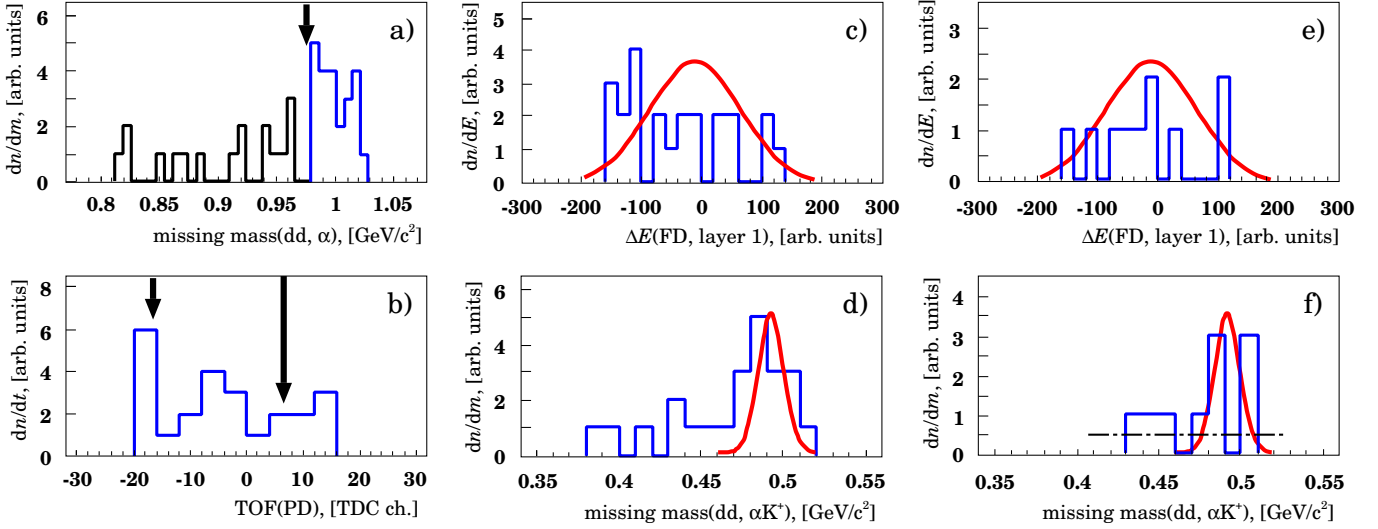 a)
dn/dm, [arb. units]
8
6
4
2
0
0.8 0.85 0.9 0.95 1 1.05
missing mass(dd, α), [GeV/c²]
c)
dn/dE, [arb. units]
5
4
3
2
1
0
-300 -200 -100 0 100 200 300
ΔE(FD, layer 1), [arb. units]
e)
dn/dE, [arb. units]
3
2
1
0
-300 -200 -100 0 100 200 300
ΔE(FD, layer 1), [arb. units]
b)
dn/dt, [arb. units]
8
6
4
2
0
-30 -20 -10 0 10 20 30
TOF(PD), [TDC ch.]
d)
dn/dm, [arb. units]
6
5
4
3
2
1
0
0.35 0.4 0.45 0.5 0.55
missing mass(dd, αK⁺), [GeV/c²]
f)
dn/dm, [arb. units]
4
3
2
1
0
0.35 0.4 0.45 0.5 0.55
missing mass(dd, αK⁺), [GeV/c²]